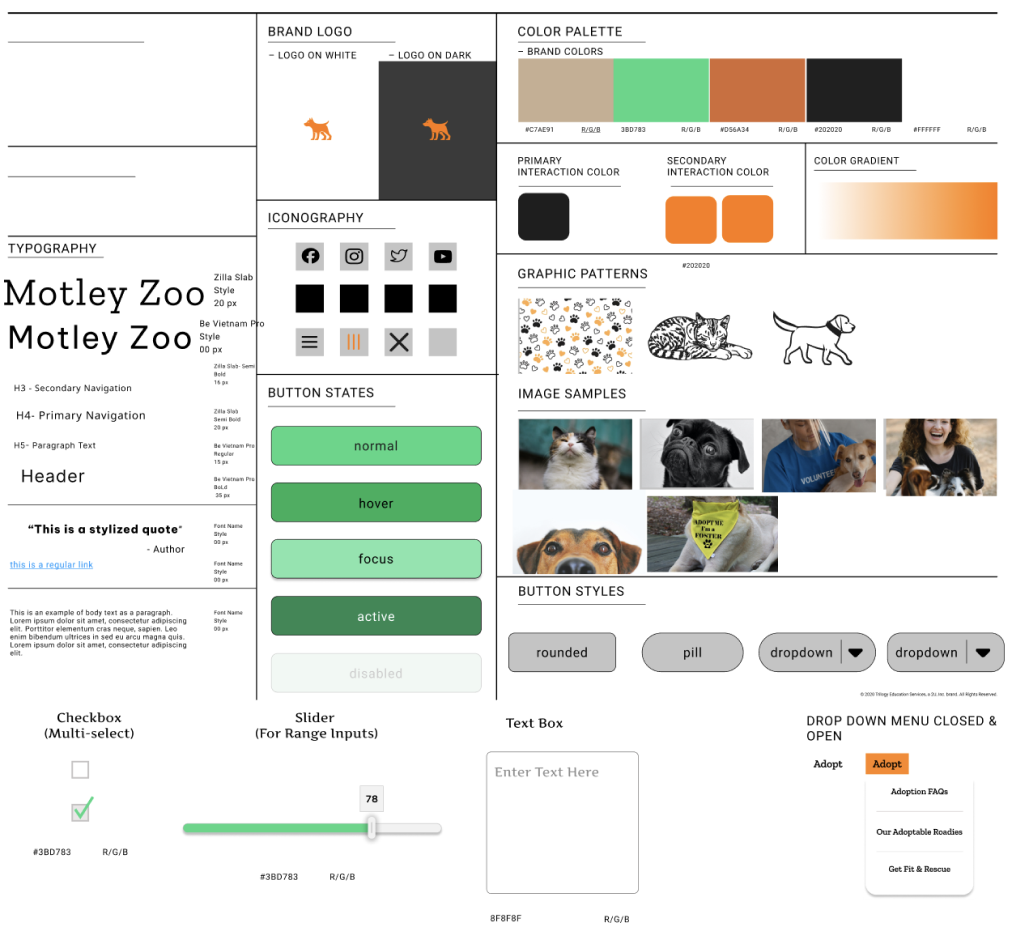 BRAND LOGO
– LOGO ON WHITE
– LOGO ON DARK
COLOR PALETTE
– BRAND COLORS
#C7AE91
R/G/B
3BD783
R/G/B
#D56A34
R/G/B
#202020
R/G/B
#FFFFFF
R/G/B
PRIMARY
INTERACTION COLOR
SECONDARY
INTERACTION COLOR
COLOR GRADIENT
#202020
TYPOGRAPHY
Motley Zoo
Zilla Slab
Style
20 px
Motley Zoo
Be Vietnam Pro
Style
00 px
H3 - Secondary Navigation
Zilla Slab- Semi
Bold
15 px
H4- Primary Navigation
Zilla Slab
Semi Bold
20 px
H5- Paragraph Text
Be Vietnam Pro
Regular
15 px
Header
Be Vietnam Pro
BoLd
35 px
“This is a stylized quote"
- Author
Font Name
Style
00 px
this is a regular link
Font Name
Style
00 px
This is an example of body text as a paragraph.
Lorem ipsum dolor sit amet, consectetur adipiscing
elit. Porttitor elementum cras neque, sapien. Leo
enim bibendum ultrices in sed eu arcu magna quis.
Lorem ipsum dolor sit amet, consectetur adipiscing
elit.
Font Name
Style
00 px
ICONOGRAPHY
BUTTON STATES
normal
hover
focus
active
disabled
GRAPHIC PATTERNS
IMAGE SAMPLES
VOLUNTE
ADOPT ME
I'm a
FOSTER
BUTTON STYLES
rounded
pill
dropdown
dropdown
© 2020 Trilogy Education Services, a 2U, Inc. brand. All Rights Reserved.
Checkbox
(Multi-select)
#3BD783
R/G/B
Slider
(For Range Inputs)
78
#3BD783
R/G/B
Text Box
Enter Text Here
8F8F8F
R/G/B
DROP DOWN MENU CLOSED &
OPEN
Adopt
Adopt
Adoption FAQs
Our Adoptable Roadies
Get Fit & Rescue